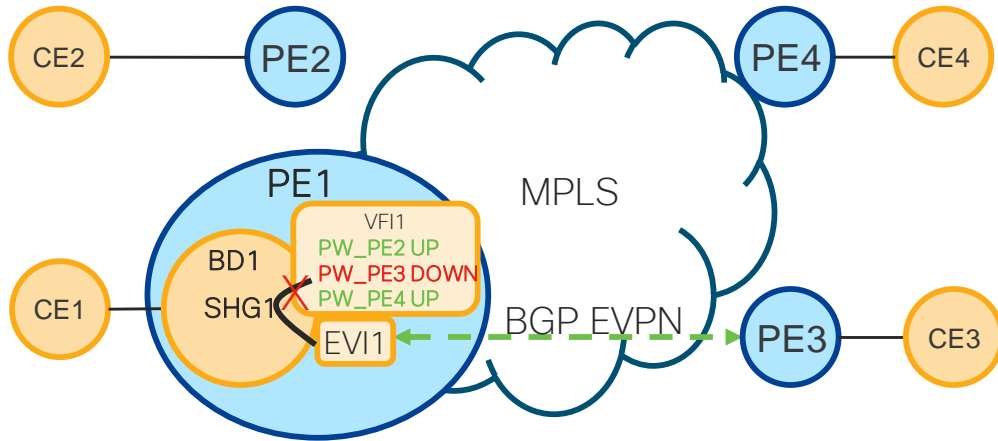 CE2
PE2
PE4
CE4
PE1
MPLS
VFI1
PW_PE2 UP
BD1
PW_PE3 DOWN
SHG1
PW_PE4 UP
CE1
EVI1
BGP EVPN
PE3
CE3